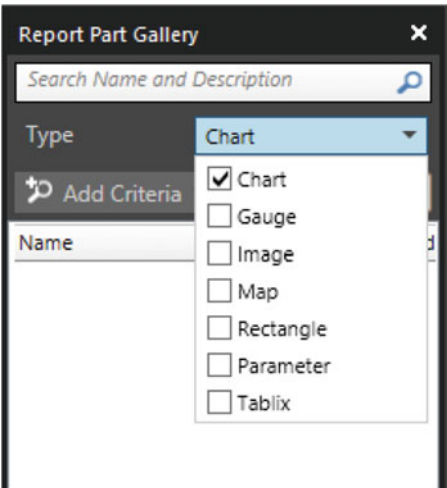 Report Part Gallery
Search Name and Description
Type Chart
Add Criteria
Chart
Gauge
Name
Image
Map
Rectangle
Parameter
Tablix